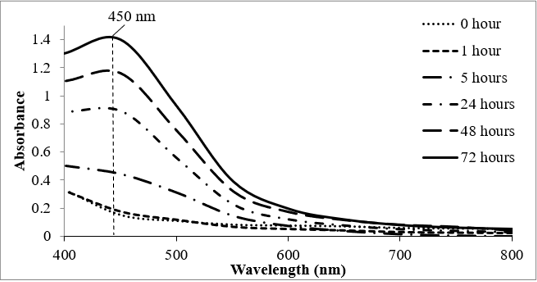 450 nm
1.4
1.2
1
0.8
0.6
0.4
0.2
0
Absorbance
400
500
600
700
800
Wavelength (nm)
0 hour
1 hour
5 hours
24 hours
48 hours
72 hours